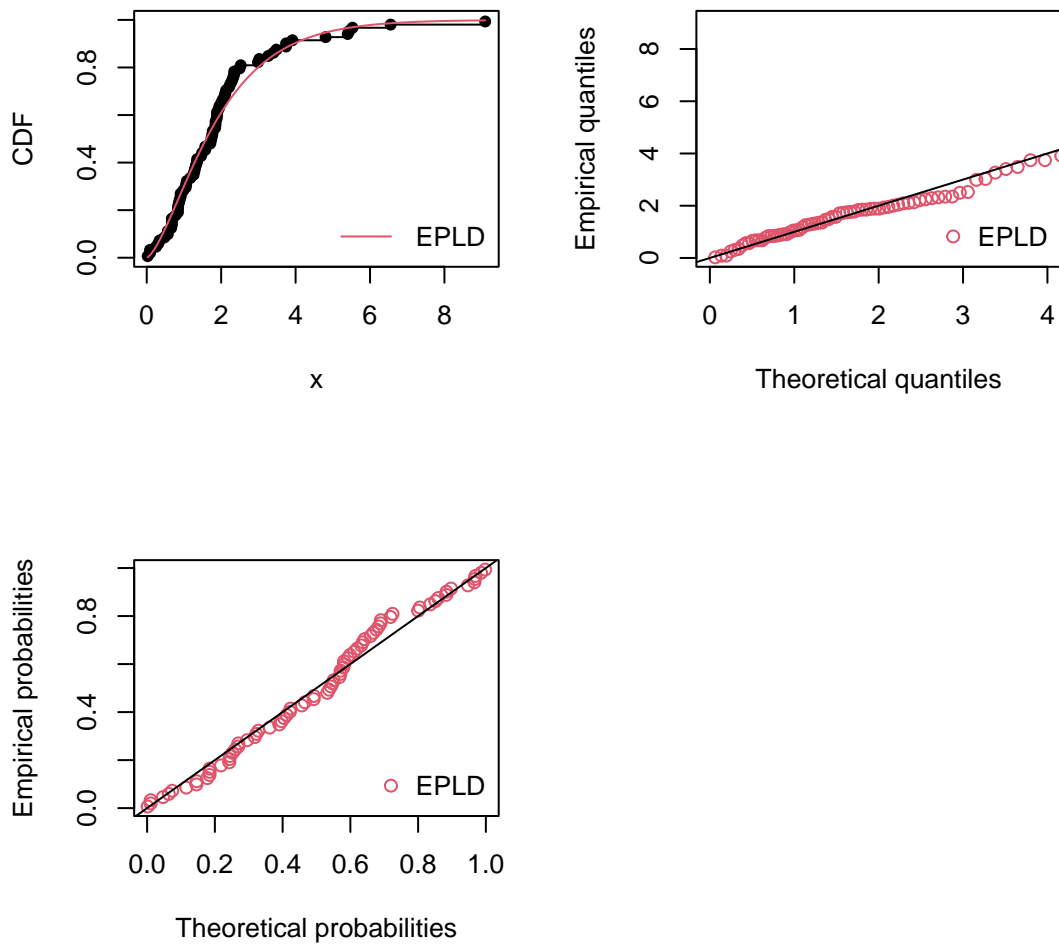 CDF
0.0 0.4 0.8
0 2 4 6 8
x
EPLD
Empirical quantiles
0 2 4 6 8
0 1 2 3 4
Theoretical quantiles
EPLD
Empirical probabilities
0.0 0.4 0.8
0.0 0.2 0.4 0.6 0.8 1.0
Theoretical probabilities
EPLD